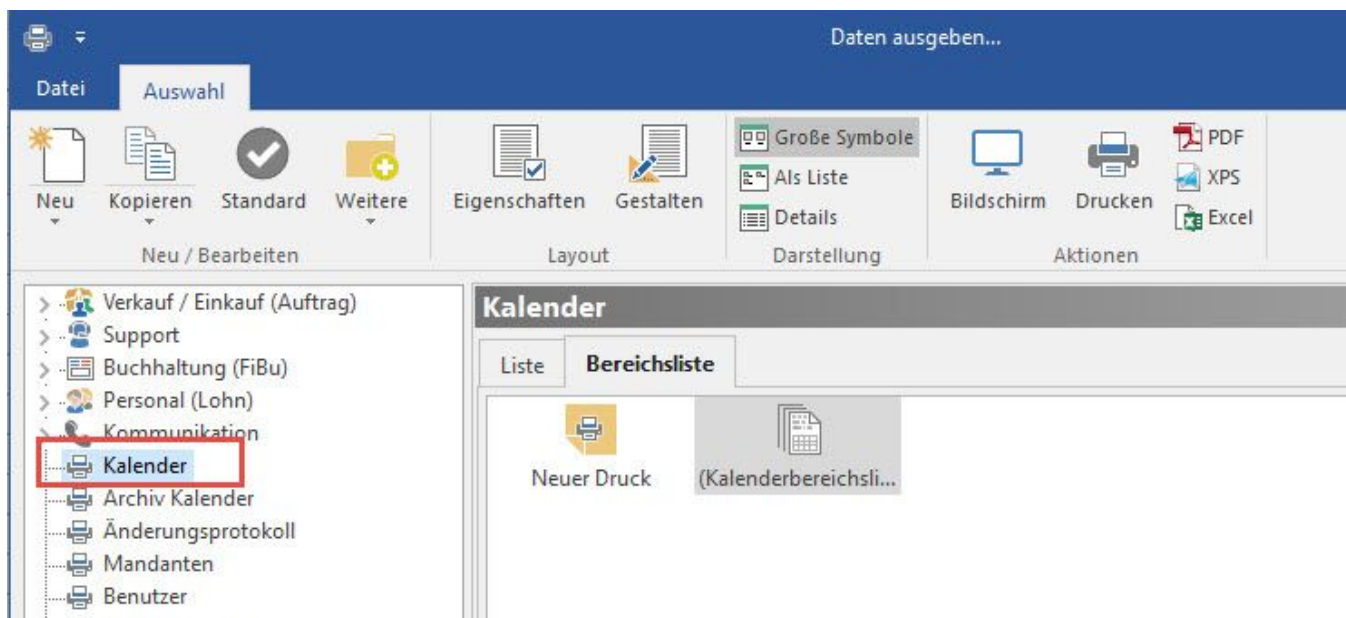 Daten ausgeben...
Datei Auswahl
Neu Kopieren Standard Weitere
Neu / Bearbeiten
Eigenschaften Gestalten
Layout
Große Symbole
Als Liste
Details
Darstellung
Bildschirm Drucken
PDF
XPS
Excel
Aktionen
Verkauf / Einkauf (Auftrag)
Support
Buchhaltung (FiBu)
Personal (Lohn)
Kommunikation
Kalender
Archiv Kalender
Änderungsprotokoll
Mandanten
Benutzer
Kalender
Liste Bereichsliste
Neuer Druck (Kalenderbereichsli...